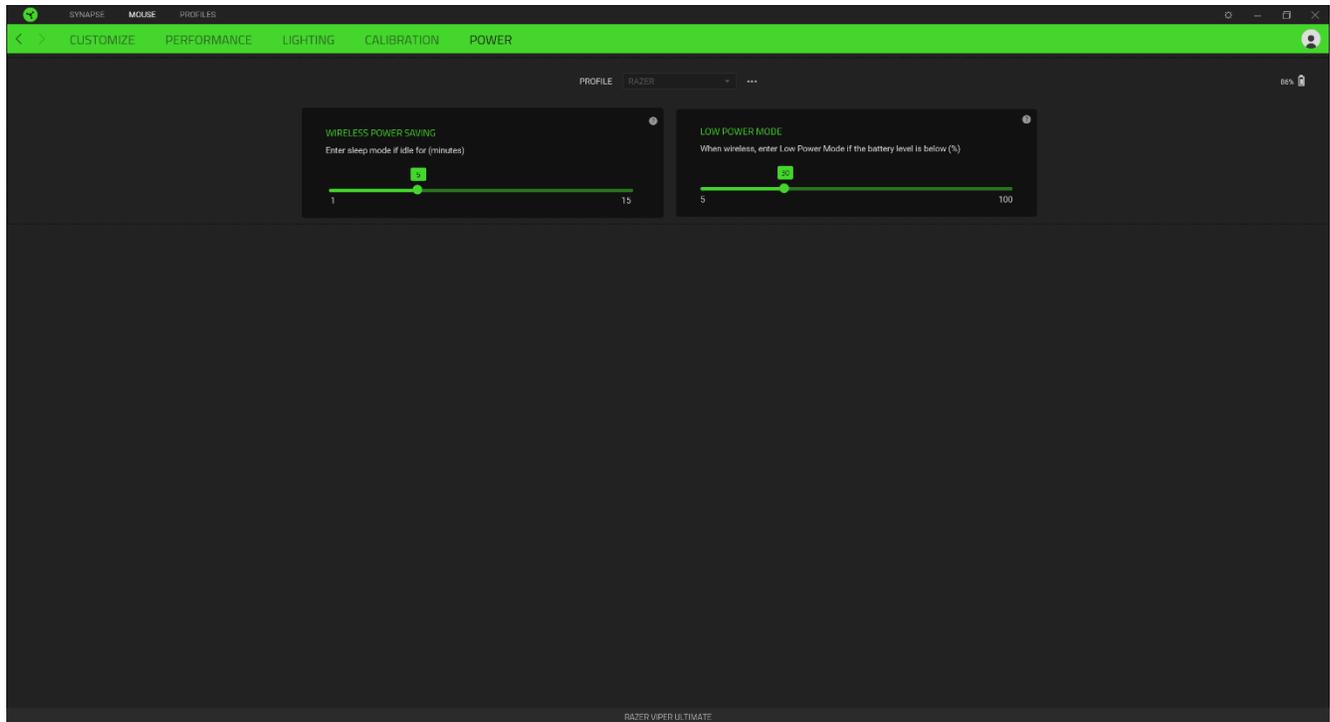 SYNAPSE MOUSE PROFILES
CUSTOMIZE PERFORMANCE LIGHTING CALIBRATION POWER
PROFILE RAZER
86%
WIRELESS POWER SAVING
Enter sleep mode if idle for (minutes)
5
1 15
LOW POWER MODE
When wireless, enter Low Power Mode if the battery level is below (%)
30
5 100
RAZER VIPER ULTIMATE